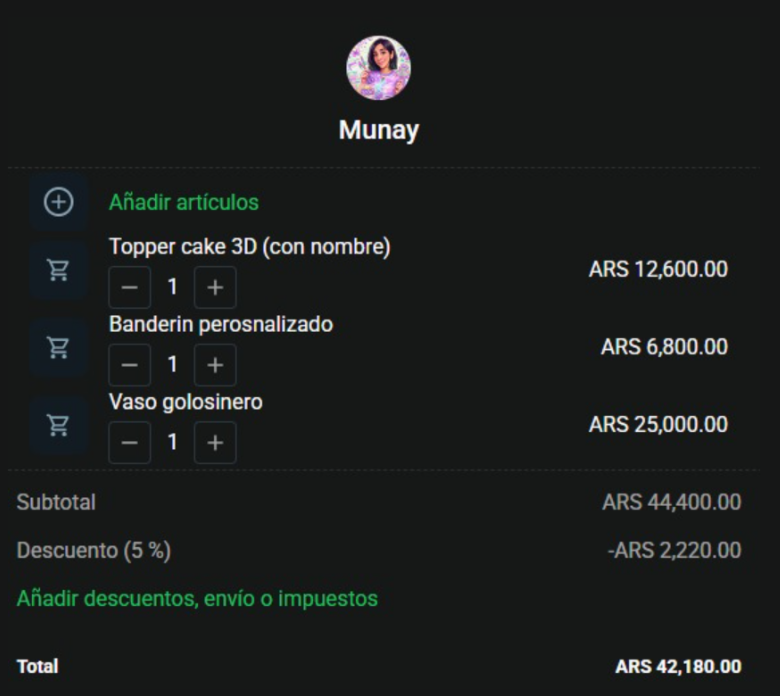 Munay
Añadir artículos
Topper cake 3D (con nombre)
ARS 12,600.00
− 1 +
Banderin perosnalizado
ARS 6,800.00
− 1 +
Vaso golosinero
ARS 25,000.00
− 1 +
Subtotal ARS 44,400.00
Descuento (5 %) -ARS 2,220.00
Añadir descuentos, envío o impuestos
Total ARS 42,180.00